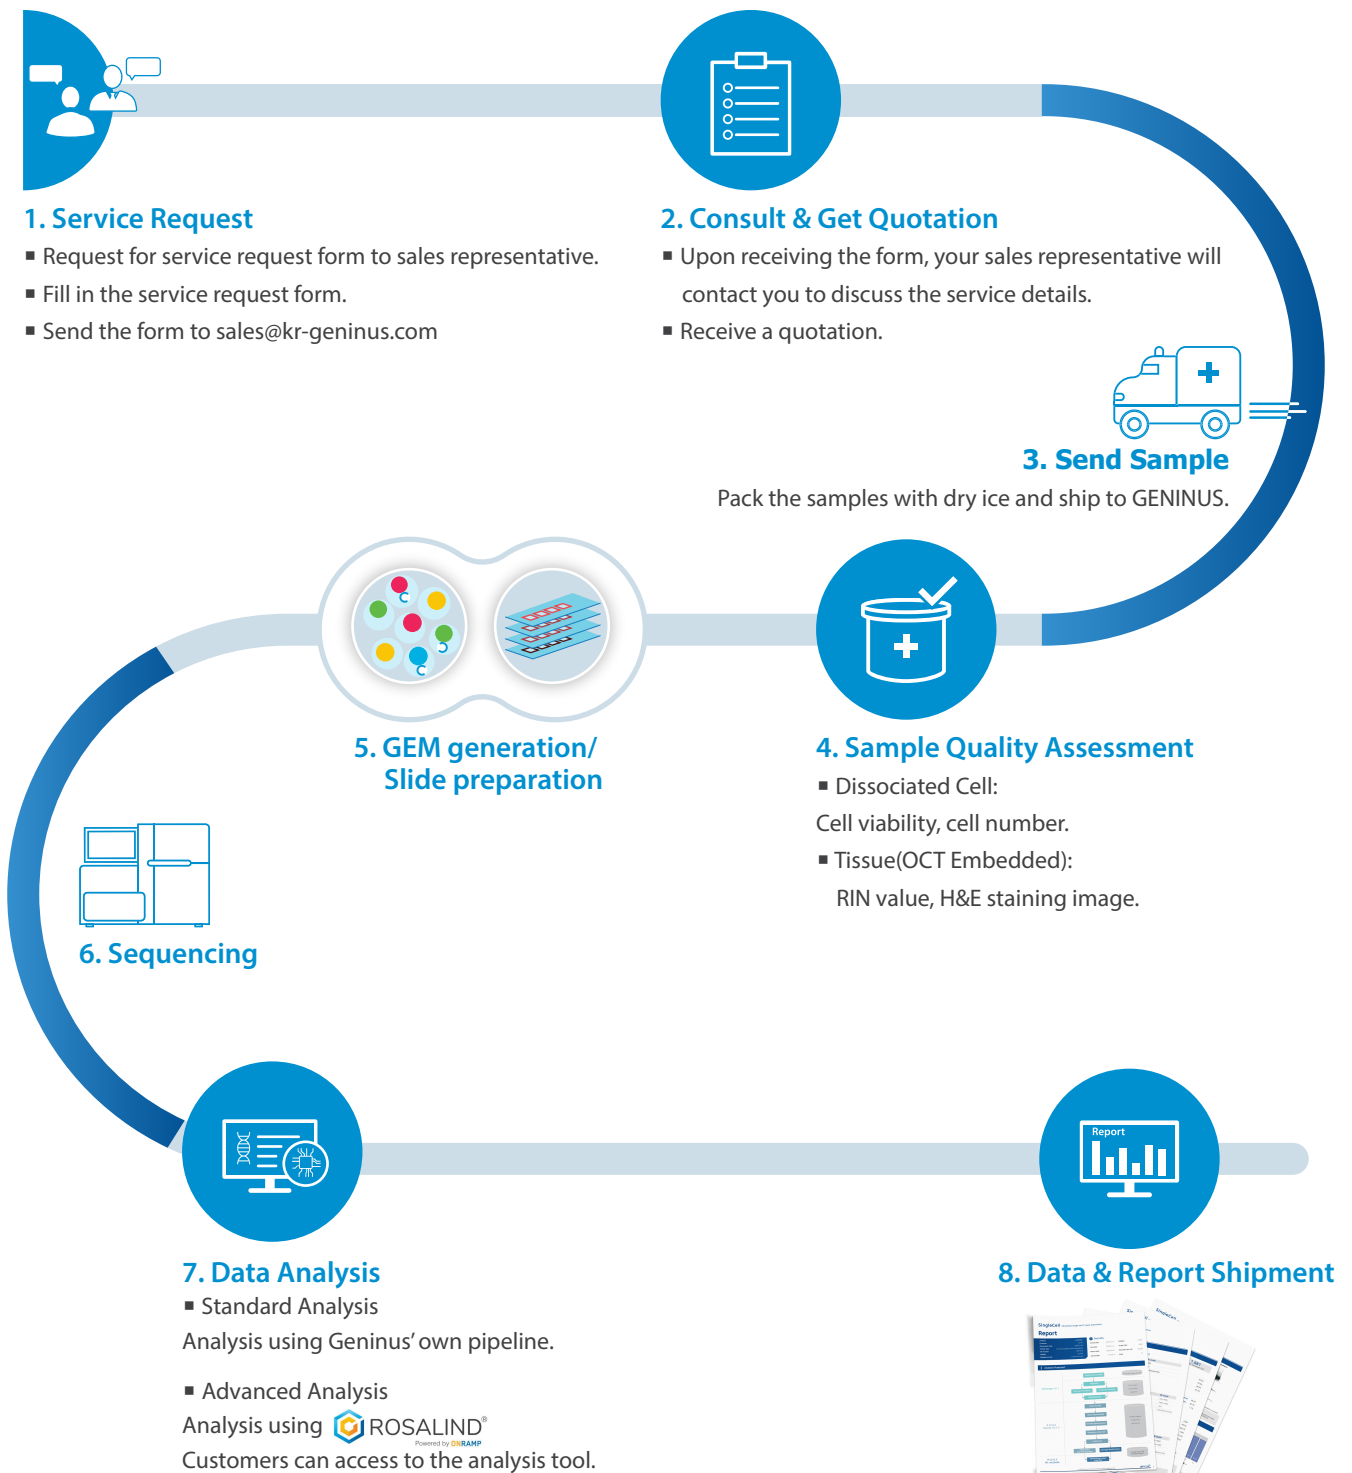 1. Service Request
■ Request for service request form to sales representative.
■ Fill in the service request form.
■ Send the form to sales@kr-geninus.com
2. Consult & Get Quotation
■ Upon receiving the form, your sales representative will
contact you to discuss the service details.
■ Receive a quotation.
3. Send Sample
Pack the samples with dry ice and ship to GENINUS.
4. Sample Quality Assessment
■ Dissociated Cell:
Cell viability, cell number.
■ Tissue(OCT Embedded):
RIN value, H&E staining image.
5. GEM generation/
Slide preparation
6. Sequencing
7. Data Analysis
■ Standard Analysis
Analysis using Geninus’ own pipeline.
■ Advanced Analysis
Analysis using ROSALIND®
Powered by ONRAMP
Customers can access to the analysis tool.
Report
8. Data & Report Shipment
SingleCell
Report